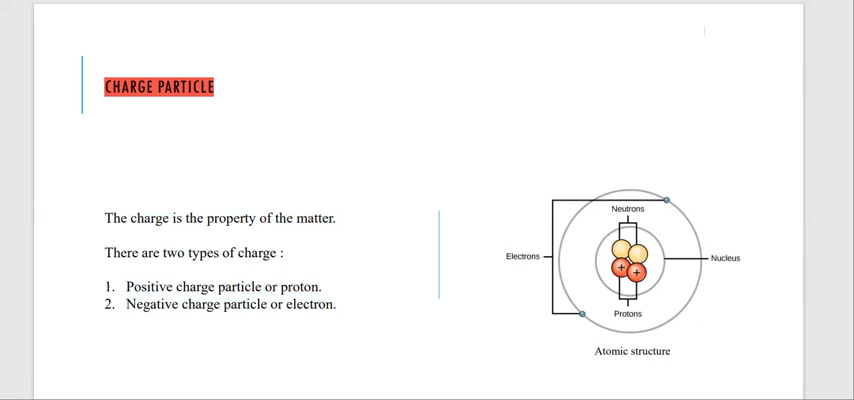 CHARGE PARTICLE
The charge is the property of the matter.
There are two types of charge :
1. Positive charge particle or proton.
2. Negative charge particle or electron.
Neutrons
Electrons
Nucleus
+
+
Protons
Atomic structure